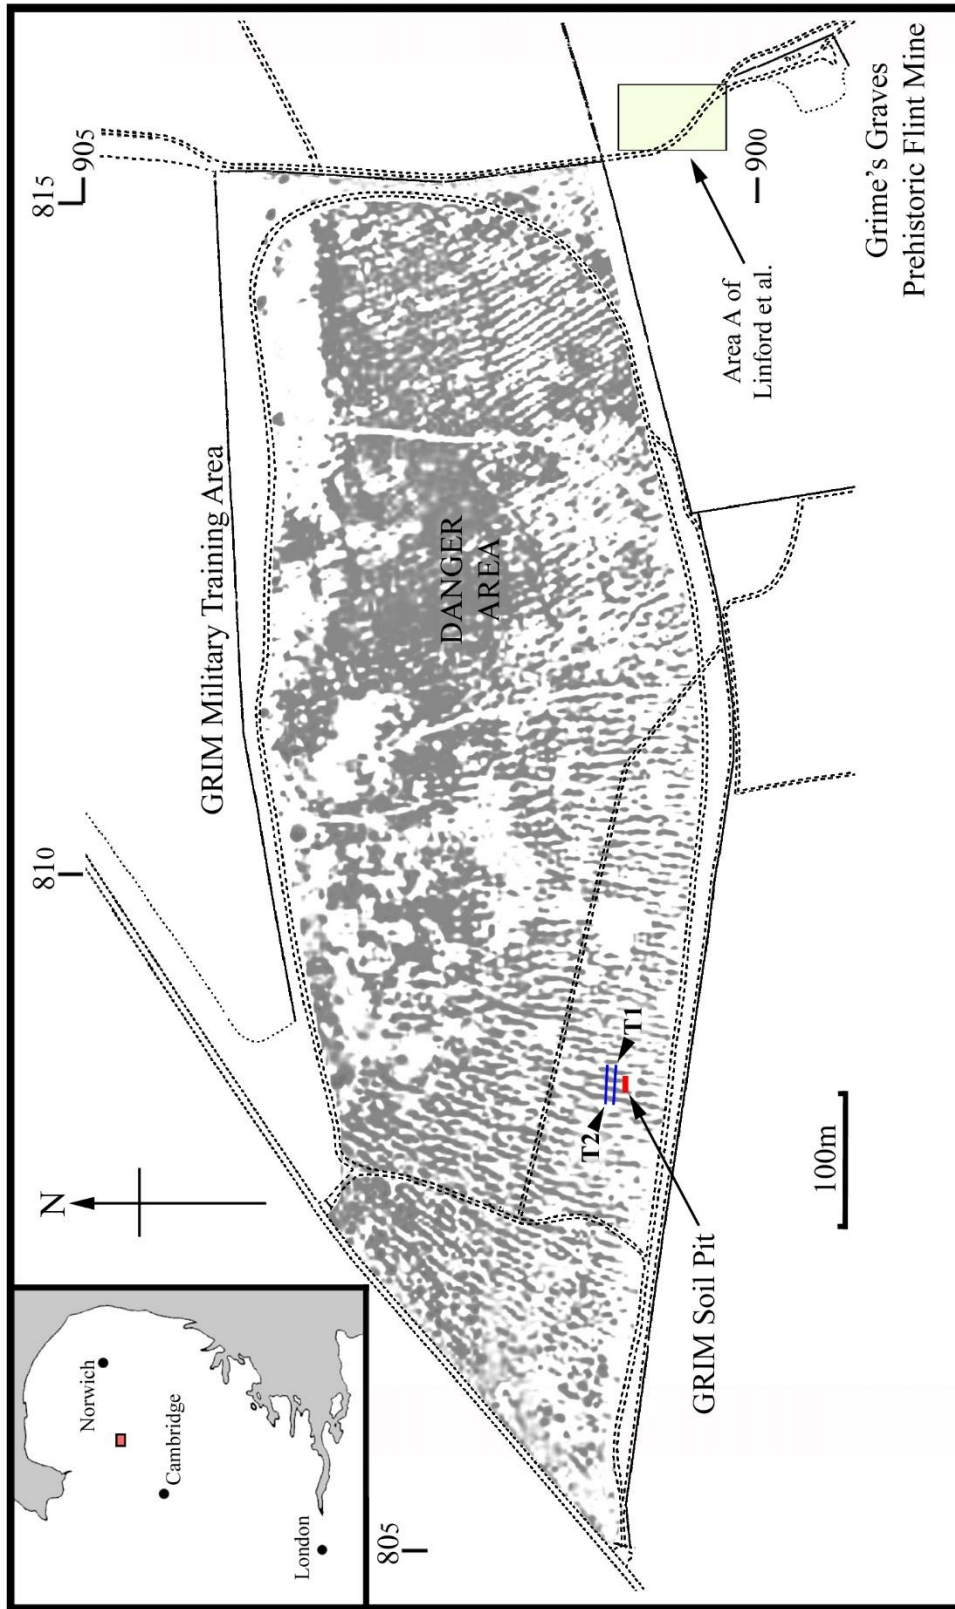 Norwich
Cambridge
London
N
805
810
815
905
900
GRIM Military Training Area
DANGER
AREA
T2
T1
GRIM Soil Pit
100m
Area A of
Linford et al.
Grime's Graves
Prehistoric Flint Mine